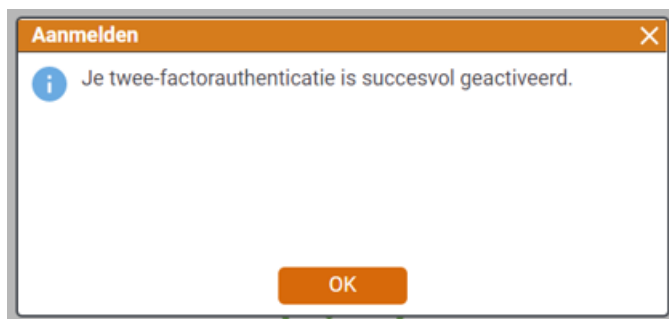 Aanmelden
Je twee-factorauthenticatie is succesvol geactiveerd.
OK